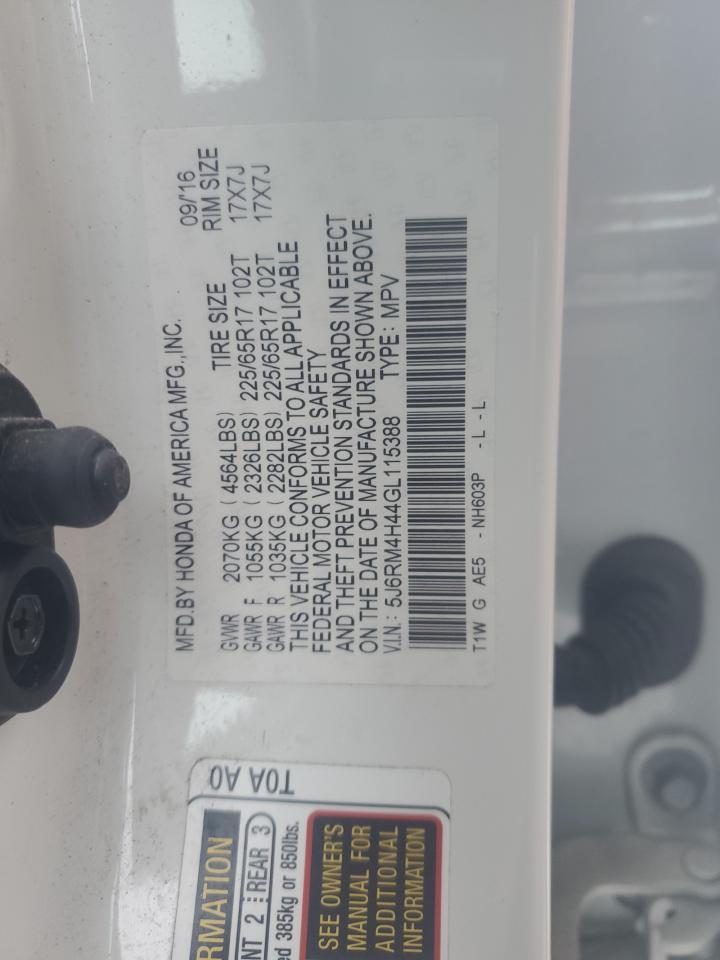 MFD.BY HONDA OF AMERICA MFG.,INC. 09/'16
TIRE SIZE RIM SIZE
GVWR 2070KG ( 4564LBS)
GAWR F 1055KG ( 2326LBS) 225/65R17 102T 17X7J
GAWR R 1035KG ( 2282LBS) 225/65R17 102T 17X7J
THIS VEHICLE CONFORMS TO ALL APPLICABLE
FEDERAL MOTOR VEHICLE SAFETY
AND THEFT PREVENTION STANDARDS IN EFFECT
ON THE DATE OF MANUFACTURE SHOWN ABOVE.
V.I.N.: 5J6RM4H44GL115388 TYPE: MPV
T1W G AE5 - NH603P - L - L
T0A A0
RMATION
NT 2 REAR 3
ed 385kg or 850lbs.
SEE OWNER'S
MANUAL FOR
ADDITIONAL
INFORMATION